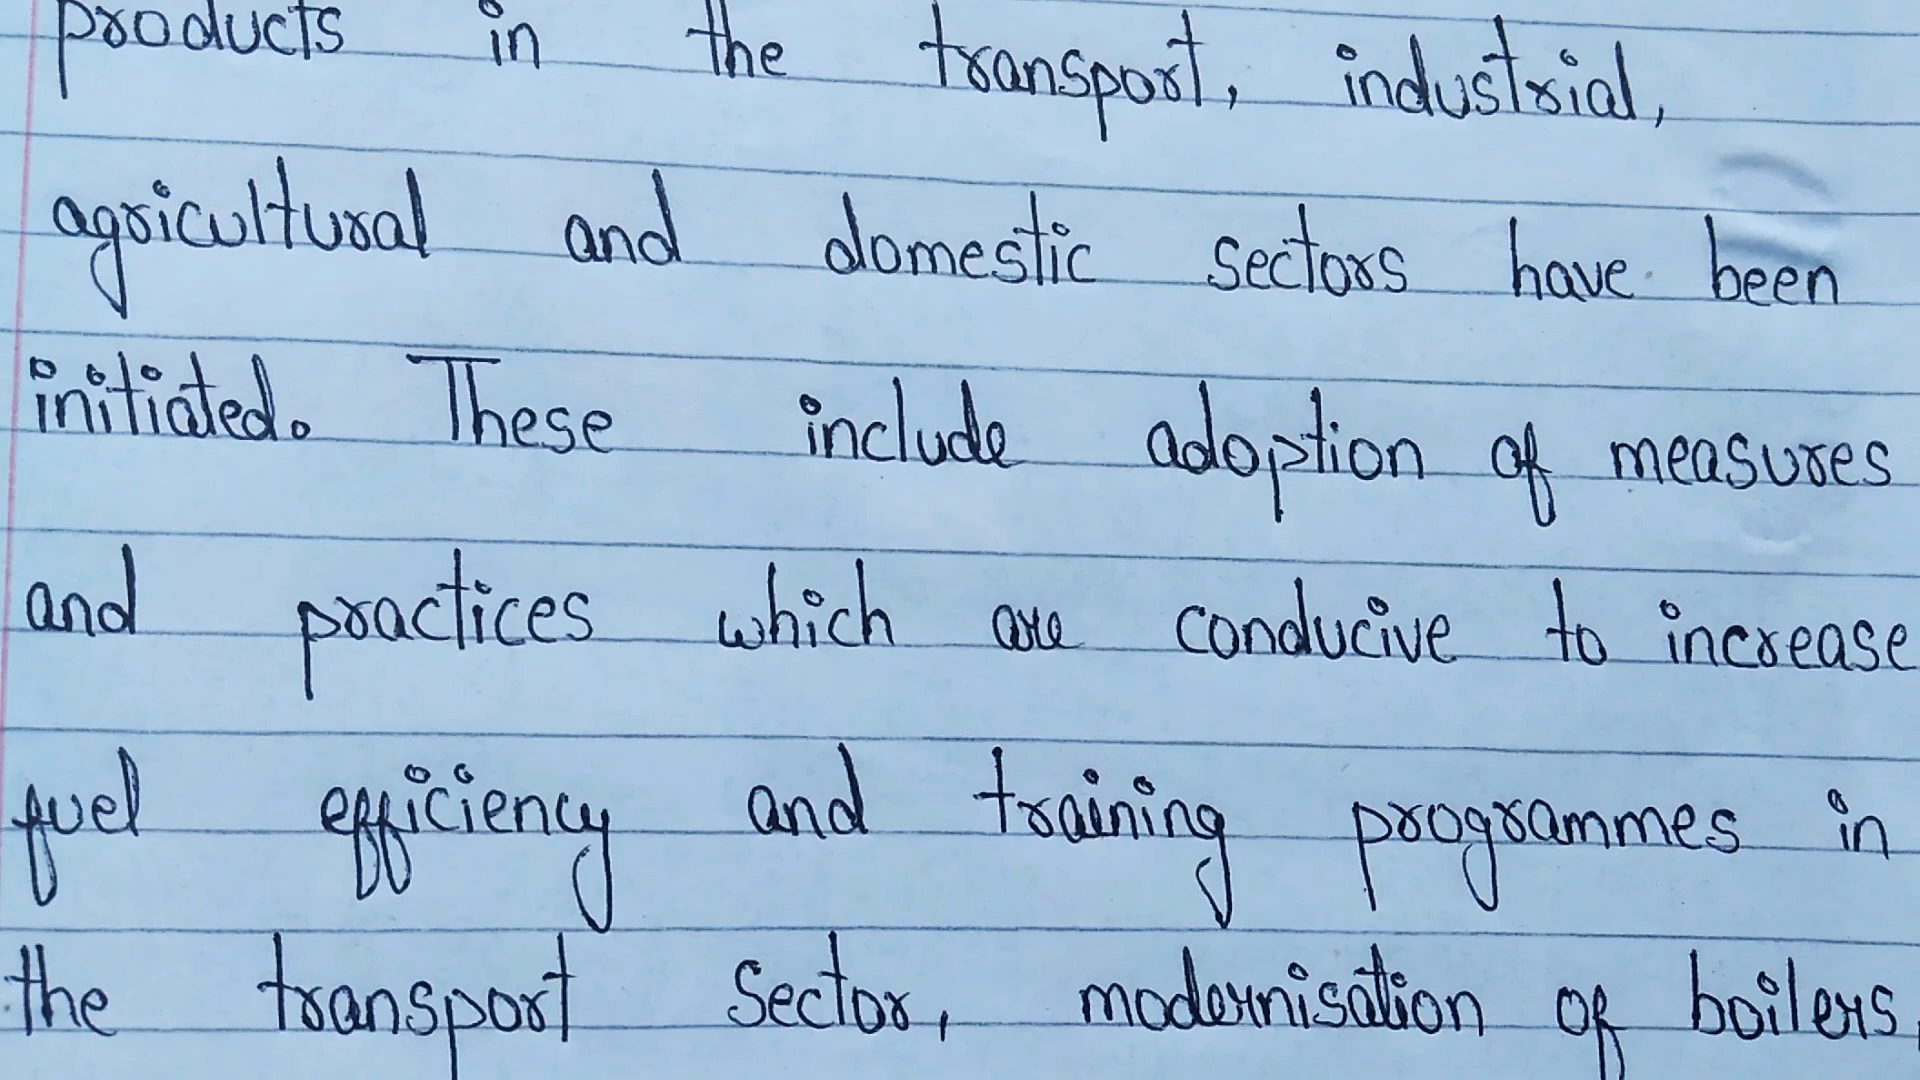 products in the transport, industrial,
agricultural and domestic sectors have been
initiated. These include adoption of measures
and practices which are conducive to increase
fuel efficiency and training programmes in
the transport Sector, modernisation of boilers,